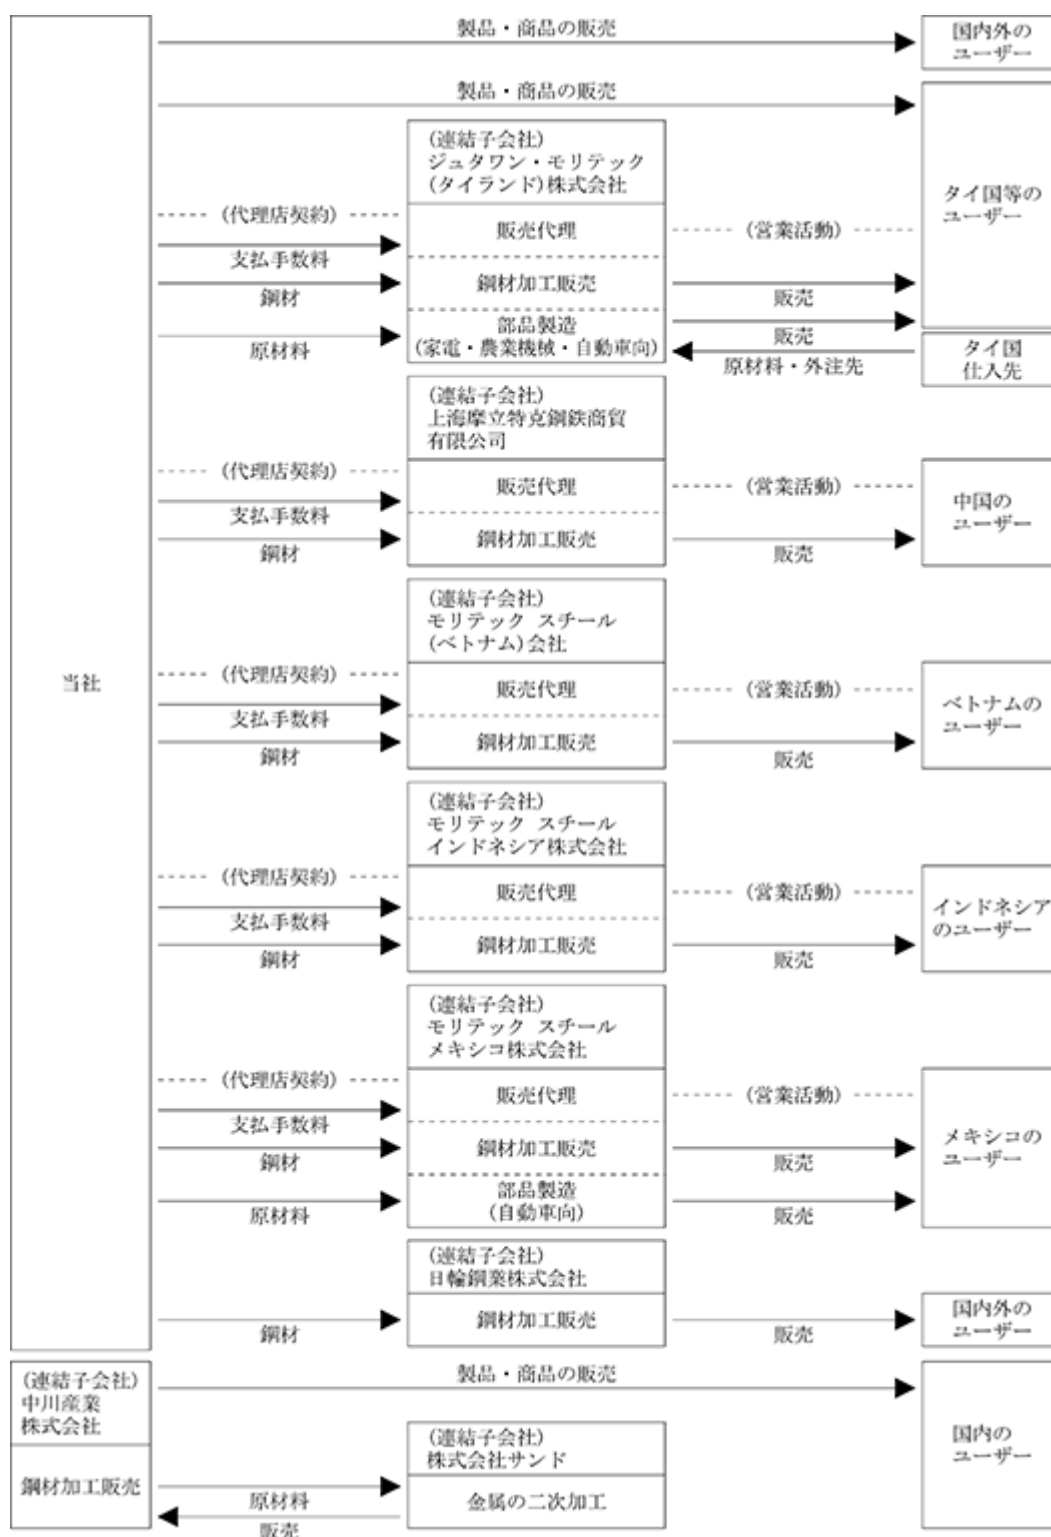 製品・商品の販売
国内外の
ユーザー
製品・商品の販売
(連結子会社)
ジュタワン・モリテック
(タイランド)株式会社
タイ国等の
ユーザー
(代理店契約)
販売代理
(営業活動)
支払手数料
鋼材加工販売
鋼材
販売
部品製造
(家電・農業機械・自動車向)
原材料
販売
原材料・外注先
タイ国
仕入先
(連結子会社)
上海摩立特克鋼鉄商貿
有限公司
(代理店契約)
販売代理
(営業活動)
中国の
ユーザー
支払手数料
鋼材加工販売
鋼材
販売
(連結子会社)
モリテック スチール
(ベトナム)会社
当社
(代理店契約)
販売代理
(営業活動)
ベトナムの
ユーザー
支払手数料
鋼材加工販売
鋼材
販売
(連結子会社)
モリテック スチール
インドネシア株式会社
(代理店契約)
販売代理
(営業活動)
インドネシア
のユーザー
支払手数料
鋼材加工販売
鋼材
販売
(連結子会社)
モリテック スチール
メキシコ株式会社
(代理店契約)
販売代理
(営業活動)
メキシコの
ユーザー
支払手数料
鋼材加工販売
鋼材
販売
部品製造
(自動車向)
原材料
販売
(連結子会社)
日輪鋼業株式会社
鋼材加工販売
鋼材
販売
国内外の
ユーザー
(連結子会社)
中川産業
株式会社
製品・商品の販売
国内の
ユーザー
(連結子会社)
株式会社サンド
鋼材加工販売
原材料
金属の二次加工
販売